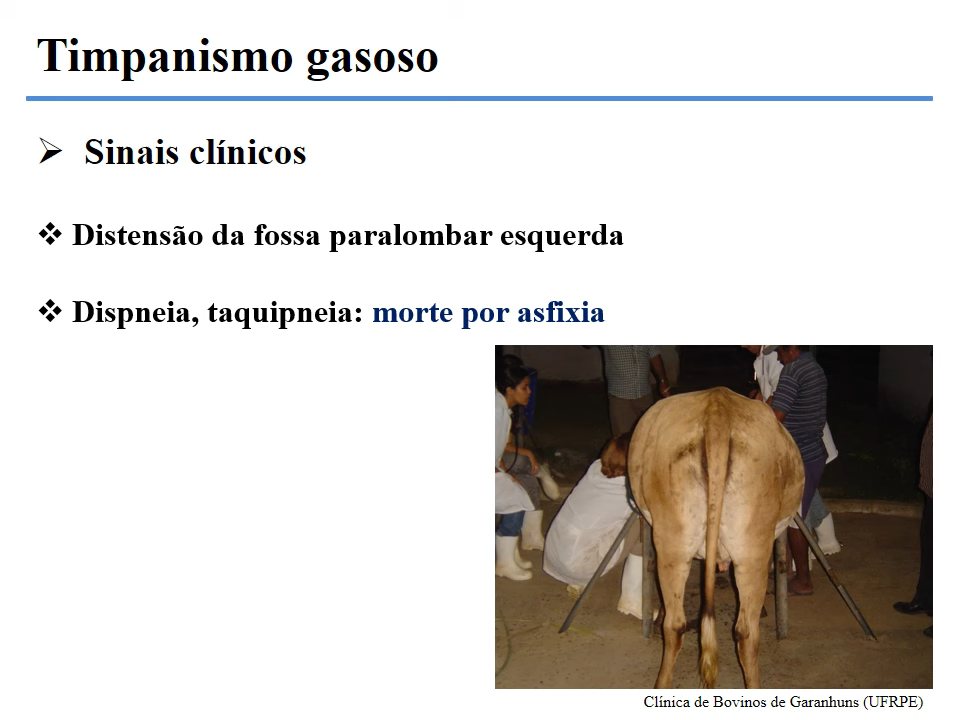 Timpanismo gasoso
Sinais clínicos
Distensão da fossa paralombar esquerda
Dispneia, taquipneia: morte por asfixia
Clínica de Bovinos de Garanhuns (UFRPE)